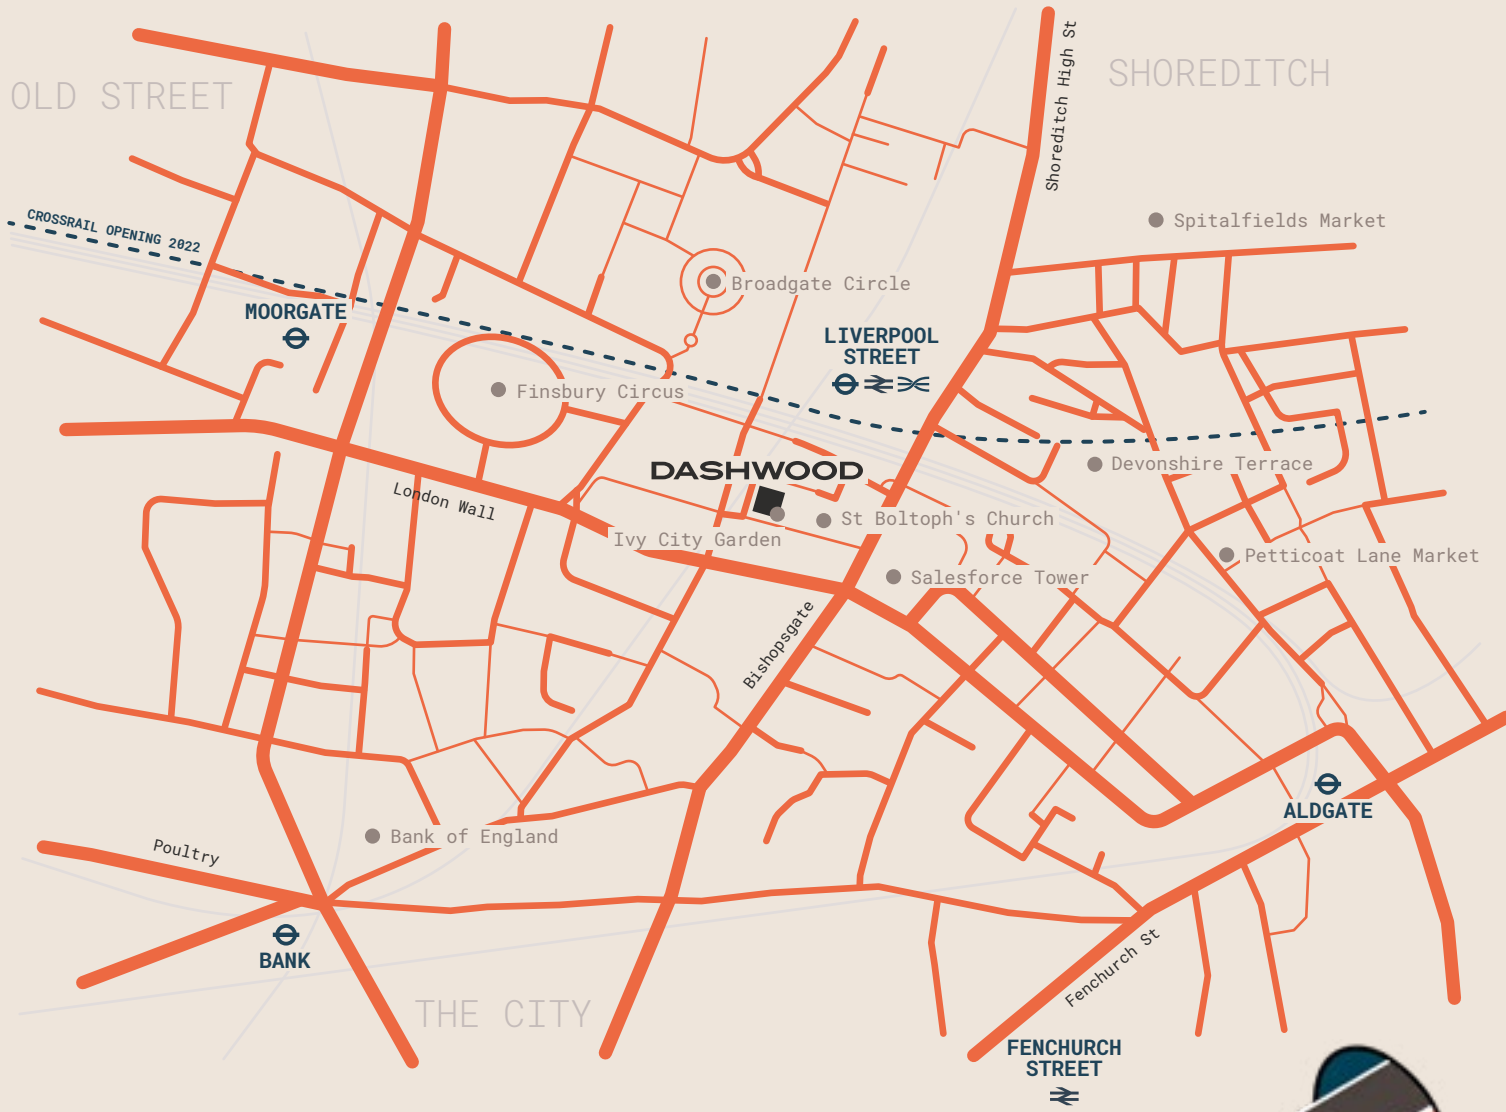 OLD STREET
SHOREDITCH
Shoreditch High St
CROSSRAIL OPENING 2022
Spitalfields Market
Broadgate Circle
MOORGATE
LIVERPOOL
STREET
Finsbury Circus
DASHWOOD
Devonshire Terrace
London Wall
St Boltoph's Church
Ivy City Garden
Petticoat Lane Market
Salesforce Tower
Bishopsgate
ALDGATE
Poultry
Bank of England
BANK
Fenchurch St
THE CITY
FENCHURCH
STREET